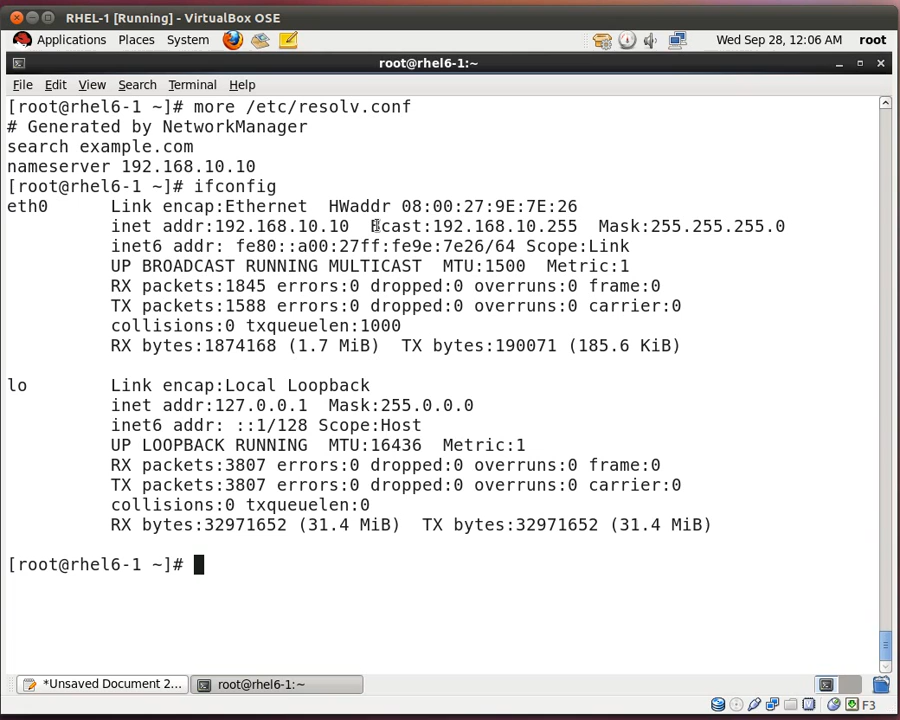 RHEL-1 [Running] - VirtualBox OSE
Applications Places System Wed Sep 28, 12:06 AM root
root@rhel6-1:~
File Edit View Search Terminal Help
[root@rhel6-1 ~]# more /etc/resolv.conf
# Generated by NetworkManager
search example.com
nameserver 192.168.10.10
[root@rhel6-1 ~]# ifconfig
eth0 Link encap:Ethernet HWaddr 08:00:27:9E:7E:26
inet addr:192.168.10.10 Bcast:192.168.10.255 Mask:255.255.255.0
inet6 addr: fe80::a00:27ff:fe9e:7e26/64 Scope:Link
UP BROADCAST RUNNING MULTICAST MTU:1500 Metric:1
RX packets:1845 errors:0 dropped:0 overruns:0 frame:0
TX packets:1588 errors:0 dropped:0 overruns:0 carrier:0
collisions:0 txqueuelen:1000
RX bytes:1874168 (1.7 MiB) TX bytes:190071 (185.6 KiB)
lo Link encap:Local Loopback
inet addr:127.0.0.1 Mask:255.0.0.0
inet6 addr: ::1/128 Scope:Host
UP LOOPBACK RUNNING MTU:16436 Metric:1
RX packets:3807 errors:0 dropped:0 overruns:0 frame:0
TX packets:3807 errors:0 dropped:0 overruns:0 carrier:0
collisions:0 txqueuelen:0
RX bytes:32971652 (31.4 MiB) TX bytes:32971652 (31.4 MiB)
[root@rhel6-1 ~]#
*Unsaved Document 2... root@rhel6-1:~
F3